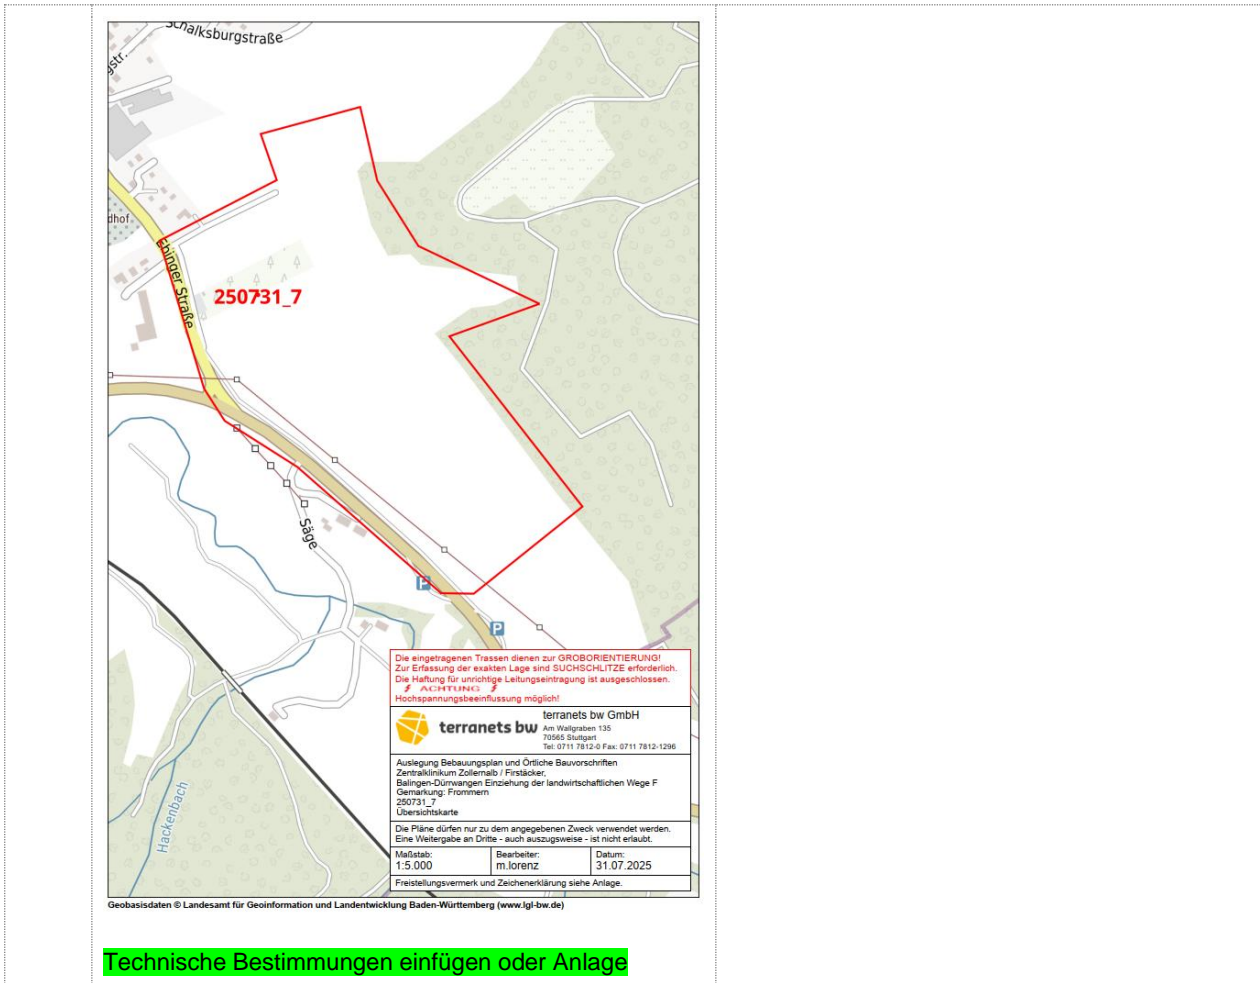 Schalksburgstraße
gstr.
dhof
Ebinger Straße
250731_7
Säge
P
P
Hackenbach
Die eingetragenen Trassen dienen zur GROBORIENTIERUNG!
Zur Erfassung der exakten Lage sind SUCHSCHLITZE erforderlich.
Die Haftung für unrichtige Leitungseintragung ist ausgeschlossen.
ACHTUNG
Hochspannungsbeeinflussung möglich!
terranets bw
terranets bw GmbH
Am Wallgraben 135
70565 Stuttgart
Tel: 0711 7812-0 Fax: 0711 7812-1296
Auslegung Bebauungsplan und Örtliche Bauvorschriften
Zentralklinikum Zollernalb / Firstäcker,
Balingen-Dürrwangen Einziehung der landwirtschaftlichen Wege F
Gemarkung: Frommern
250731_7
Übersichtskarte
Die Pläne dürfen nur zu dem angegebenen Zweck verwendet werden.
Eine Weitergabe an Dritte - auch auszugsweise - ist nicht erlaubt.
Maßstab:
1:5.000
Bearbeiter:
m.lorenz
Datum:
31.07.2025
Freistellungsvermerk und Zeichenerklärung siehe Anlage.
Geobasisdaten © Landesamt für Geoinformation und Landentwicklung Baden-Württemberg (www.lgl-bw.de)
Technische Bestimmungen einfügen oder Anlage